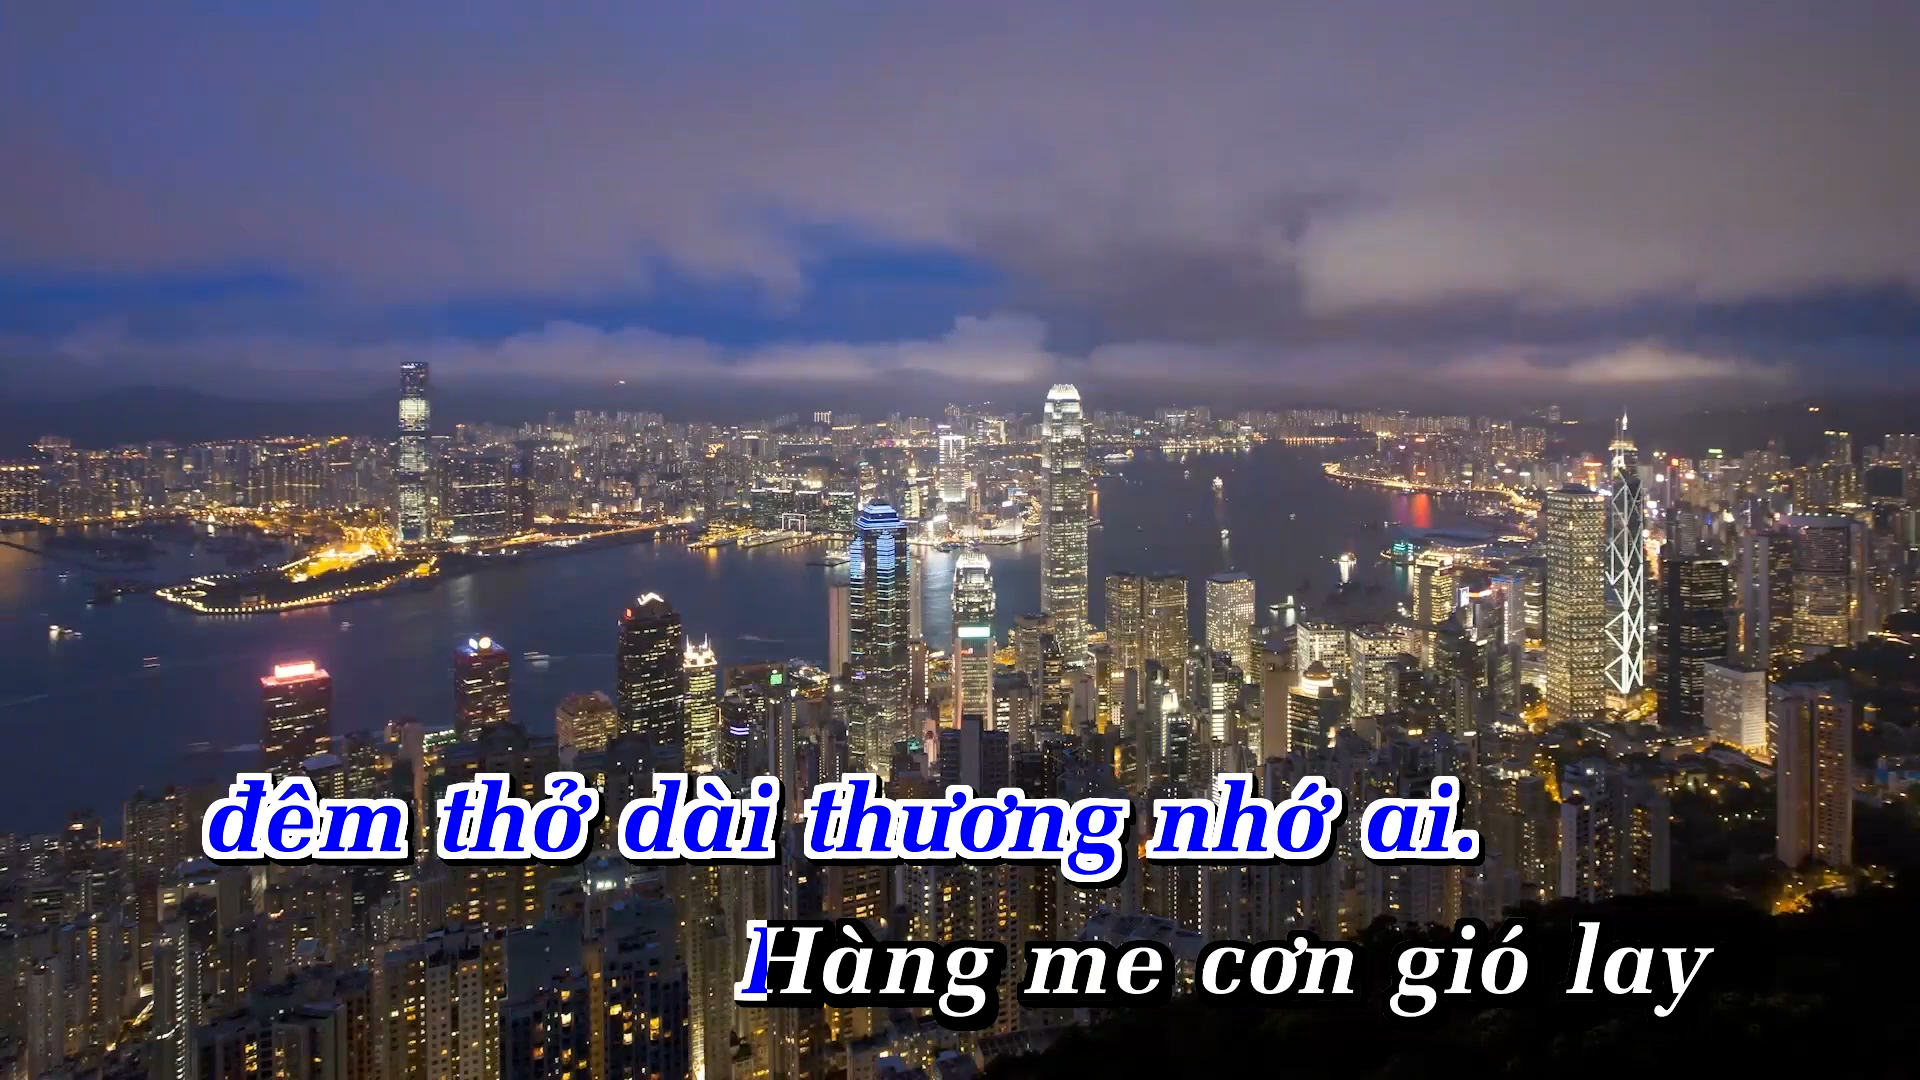 đêm thở dài thương nhớ ai.
Hàng me cơn gió lay